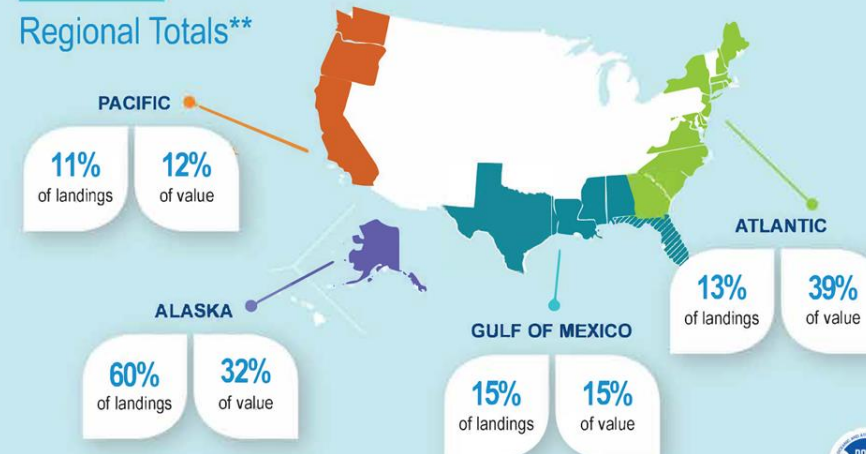 Regional Totals**
PACIFIC
11%
of landings
12%
of value
ALASKA
60%
of landings
32%
of value
GULF OF MEXICO
15%
of landings
15%
of value
ATLANTIC
13%
of landings
39%
of value